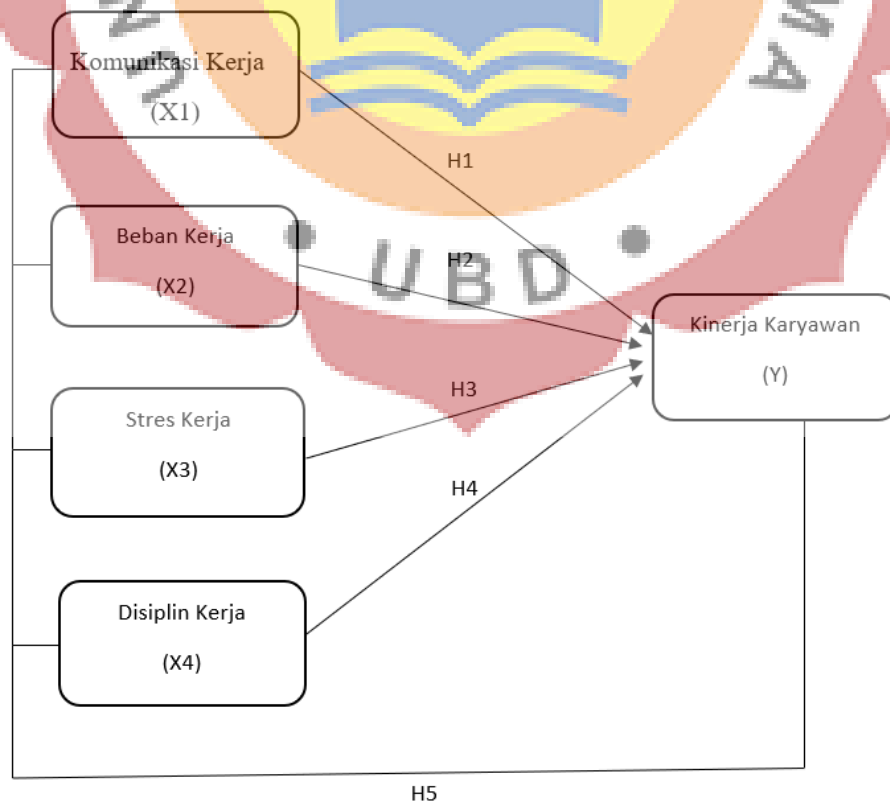 Komunikasi Kerja
(X1)
H1
Beban Kerja
(X2)
H2
UBD
Kinerja Karyawan
(Y)
Stres Kerja
(X3)
H3
H4
Disiplin Kerja
(X4)
H5